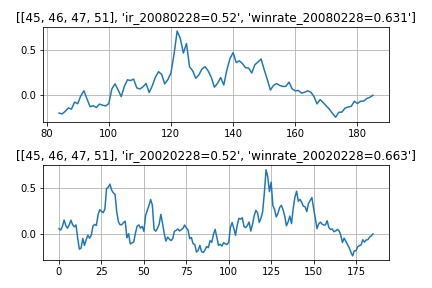 [[45, 46, 47, 51], 'ir_20080228=0.52', 'winrate_20080228=0.631']
0.5
0.0
80 100 120 140 160 180
[[45, 46, 47, 51], 'ir_20020228=0.52', 'winrate_20020228=0.663']
0.5
0.0
0 25 50 75 100 125 150 175